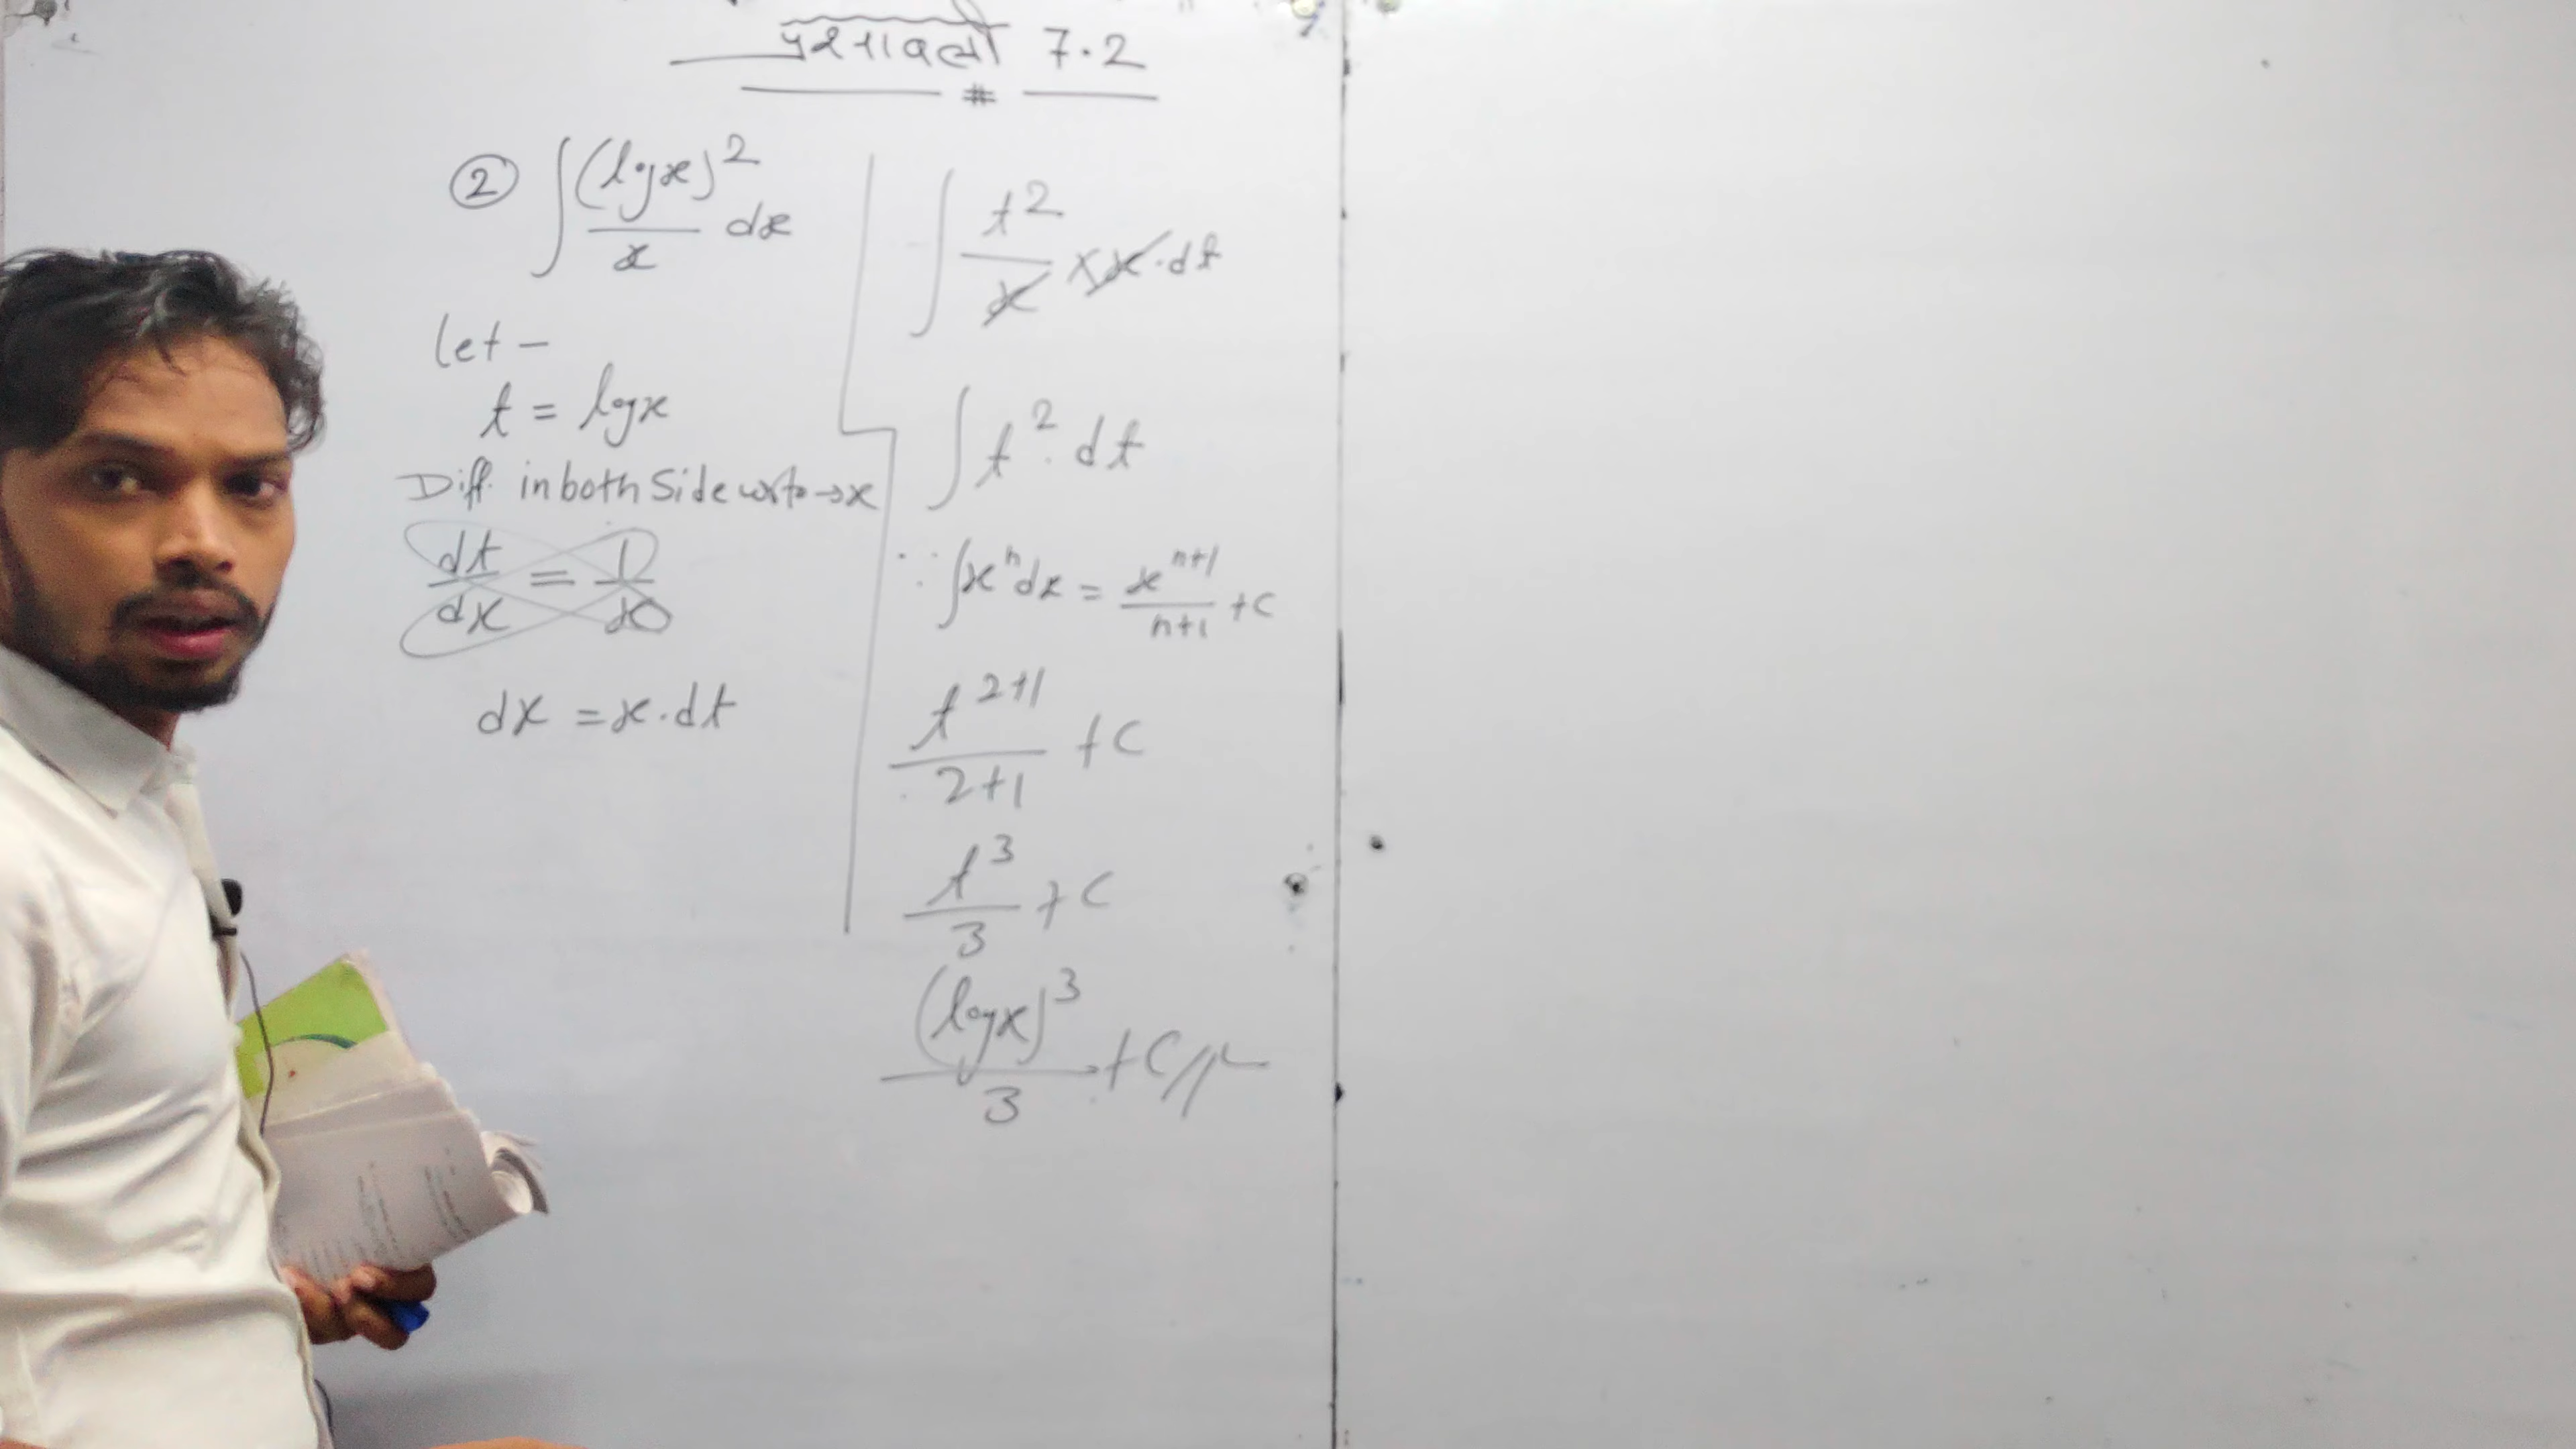 प्रश्नावली 7.2
② ∫ (logx)² / x dx
let -
t = logx
Diff. in both Side wrto → x
dt/dx = 1/x
dx = x.dt
∫ t²/x × x.dt
∫ t². dt
∵ ∫xⁿdx = xⁿ⁺¹/n+1 + c
t²⁺¹/2+1 + C
t³/3 + C
(logx)³/3 + C